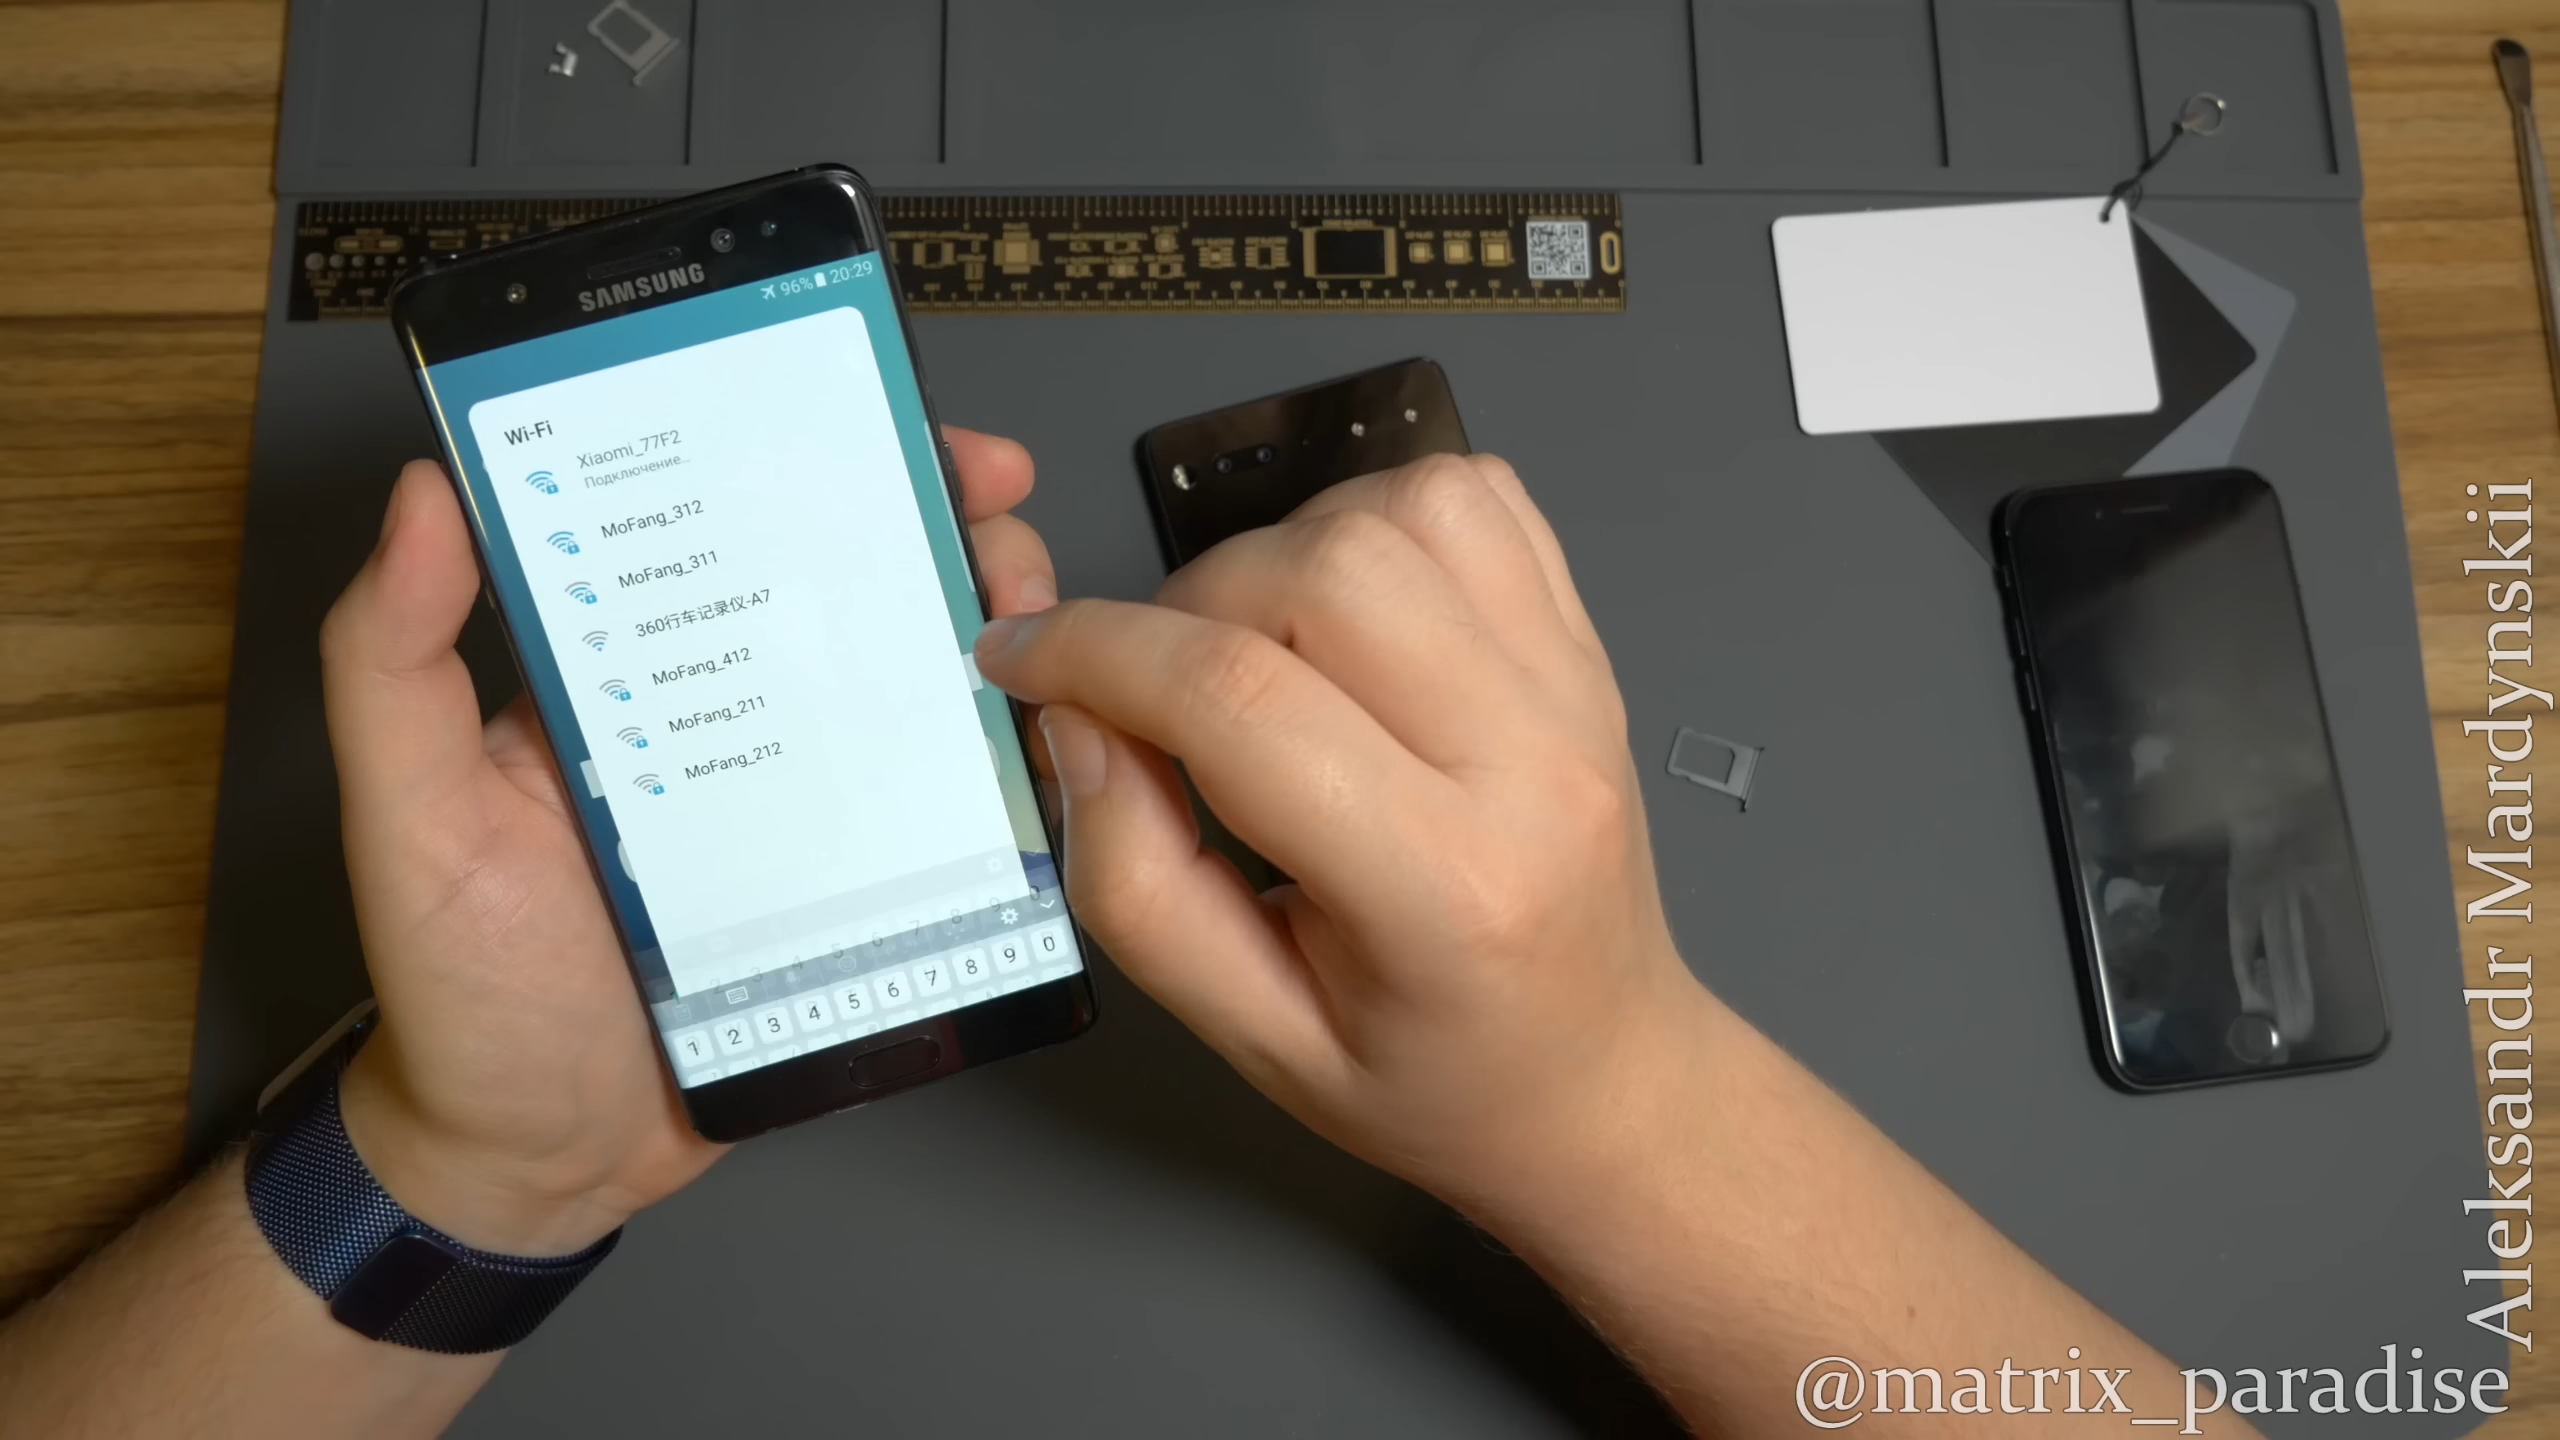 SAMSUNG
96% 20:29
Wi-Fi
Xiaomi_77F2
Подключение...
MoFang_312
MoFang_311
360行车记录仪-A7
MoFang_412
MoFang_211
MoFang_212
1 2 3 4 5 6 7 8 9 0
Aleksandr Mardynskii
@matrix_paradise